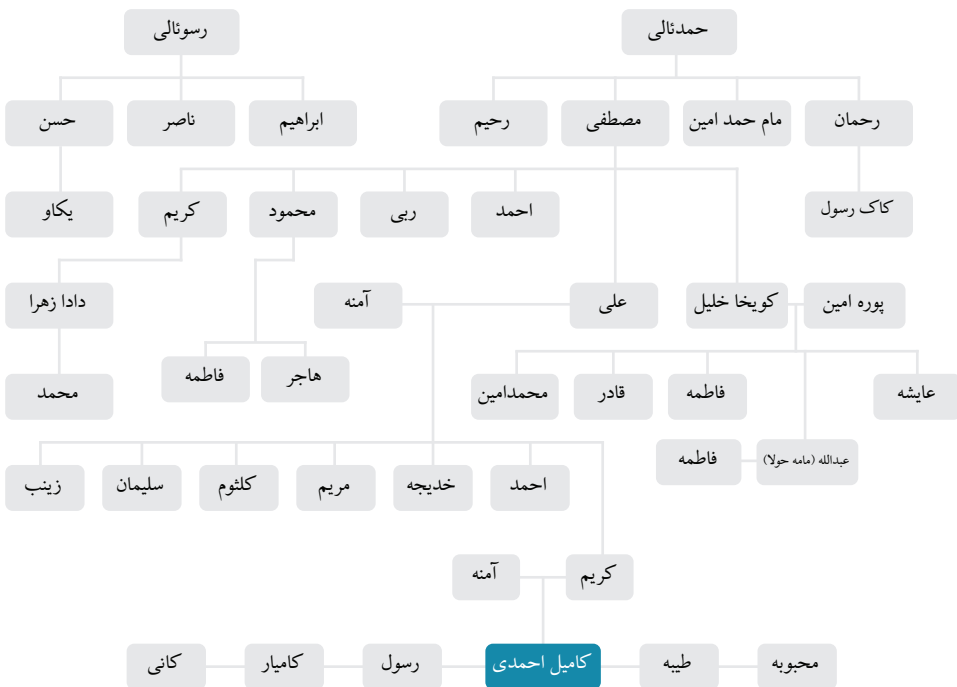 حمدئالی
رسوئالی
رحمان
مام حمد امین
مصطفی
رحیم
ابراهیم
ناصر
حسن
کاک رسول
احمد
ربی
محمود
کریم
یکاو
پوره امین
کویخا خلیل
علی
آمنه
دادا زهرا
عایشه
فاطمه
قادر
محمدامین
هاجر
فاطمه
محمد
عبدالله (مامه حولا)
فاطمه
احمد
خدیجه
مریم
کلثوم
سلیمان
زینب
کریم
آمنه
محبوبه
طیبه
کامیل احمدی
رسول
کامیار
کانی